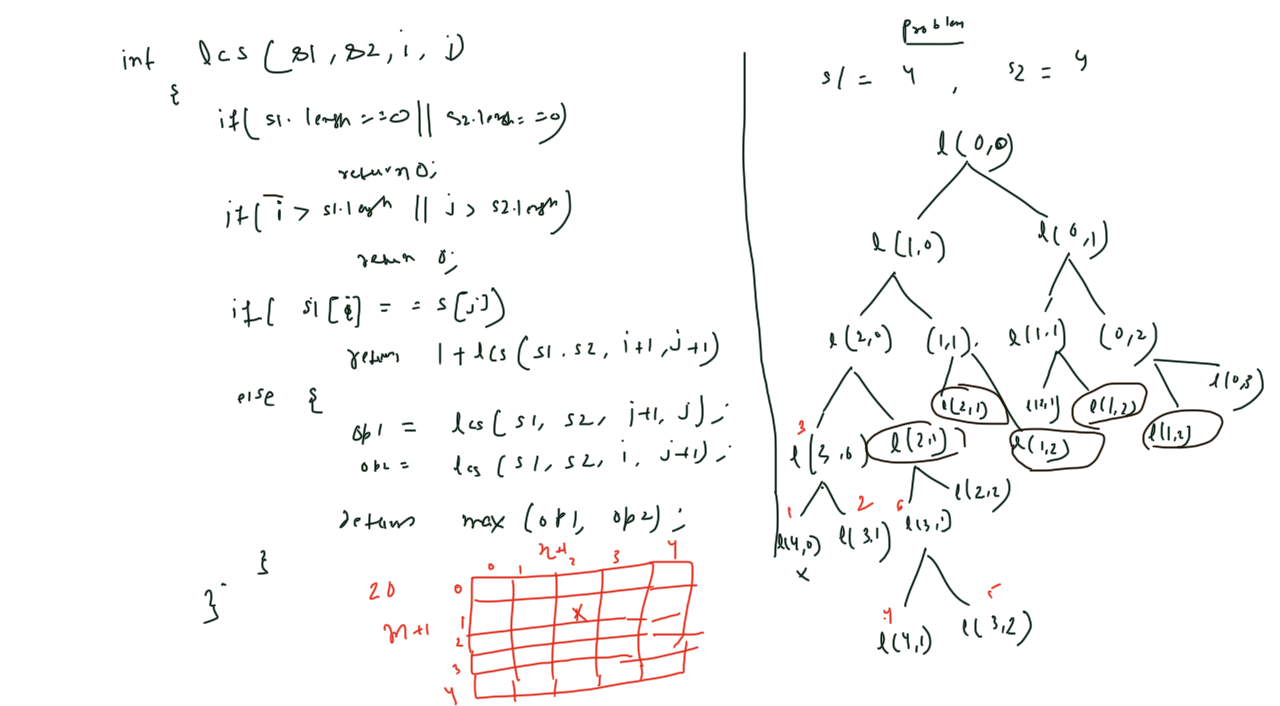 int lcs ( s1 , s2 , i , j )
{
if( s1. length == 0 || s2.length == 0)
return 0;
if( i > s1.length || j > s2.length )
return 0;
if( s1 [i] = = s [j])
return 1 + lcs ( s1 . s2, i+1 , j+1 )
else {
op1 = lcs ( s1, s2, j+1, j ) ;
op2 = lcs ( s1, s2, i, j+1) ;
return max ( op1, op2 ) ;
}
}
Problem
s1 = 4 , s2 = 4
l ( 0,0)
l (1,0) l( 0,1)
l (2,0) (1,1). l(1,1) (0,2)
l(2,1) l(2,1) l(1,2) l(0,3)
3
l(3,0) l(2,1) l(1,2) l(1,2)
1 2 6 l(2,2)
l(4,0) l(3,1) l(3,1)
x
4 5
l(4,1) l(3,2)
n+1
0 1 2 3 4
20 0
m+1 1 x
2
3
4